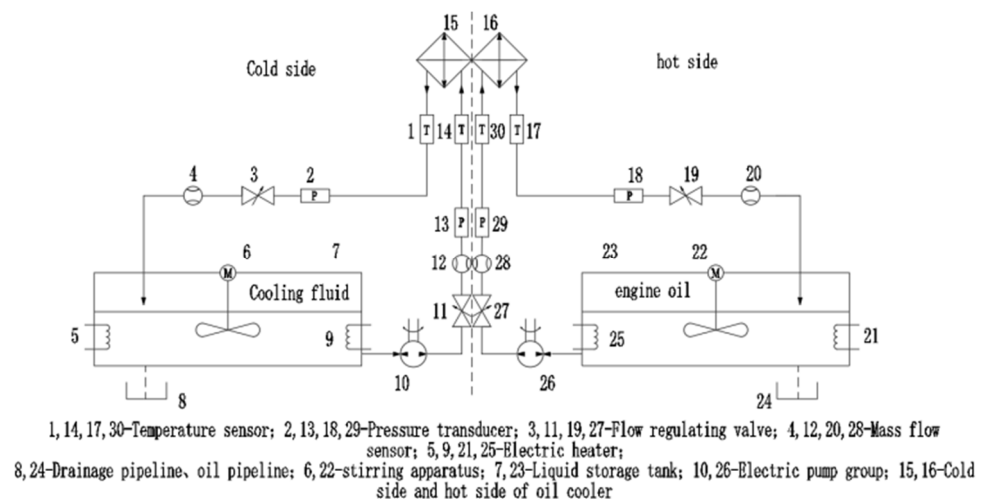 15 16
Cold side
hot side
1 T 14 T T 30 T 17
4 3 2 18 19 20
P P
13 P P 29
6 7 23 22
M 12 28 M
Cooling fluid
engine oil
5 9 11 27 25 21
10 26
8 24
1,14,17,30-Temperature sensor; 2,13,18,29-Pressure transducer; 3,11,19,27-Flow regulating valve; 4,12,20,28-Mass flow
sensor; 5,9,21,25-Electric heater;
8,24-Drainage pipeline、oil pipeline; 6,22-stirring apparatus; 7,23-Liquid storage tank; 10,26-Electric pump group; 15,16-Cold
side and hot side of oil cooler